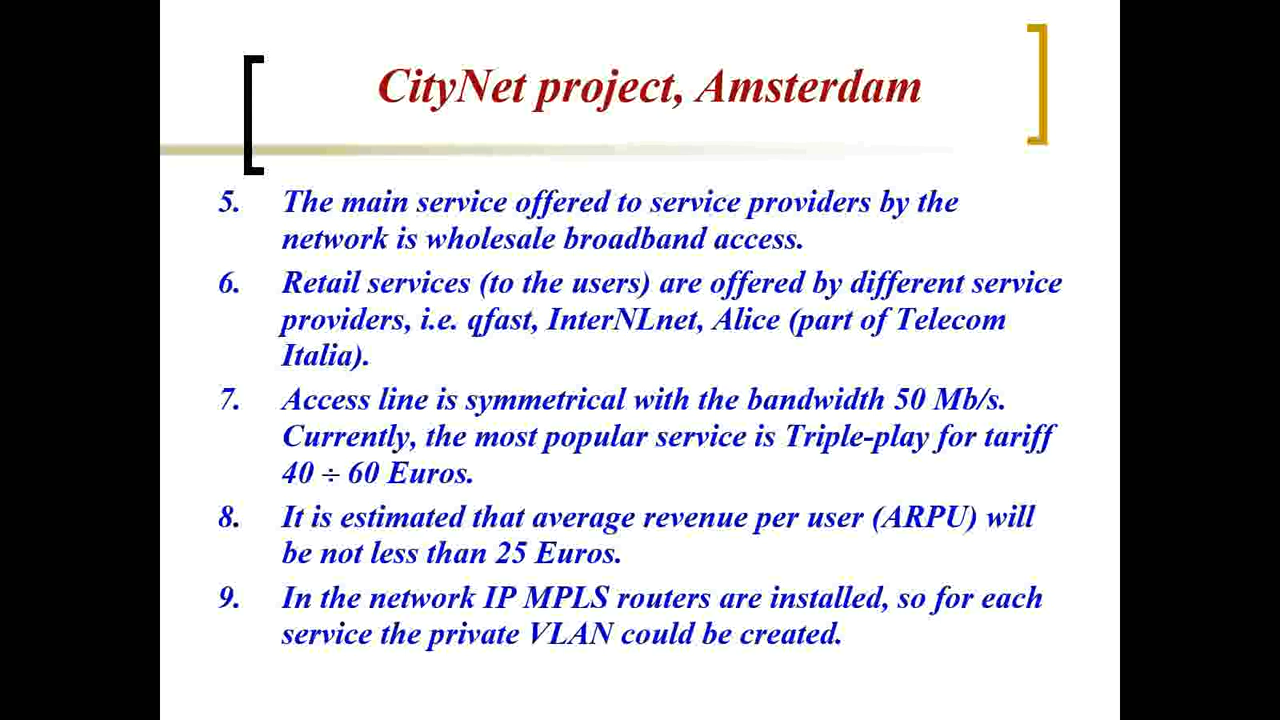 CityNet project, Amsterdam
5. The main service offered to service providers by the
network is wholesale broadband access.
6. Retail services (to the users) are offered by different service
providers, i.e. qfast, InterNLnet, Alice (part of Telecom
Italia).
7. Access line is symmetrical with the bandwidth 50 Mb/s.
Currently, the most popular service is Triple-play for tariff
40 ÷ 60 Euros.
8. It is estimated that average revenue per user (ARPU) will
be not less than 25 Euros.
9. In the network IP MPLS routers are installed, so for each
service the private VLAN could be created.